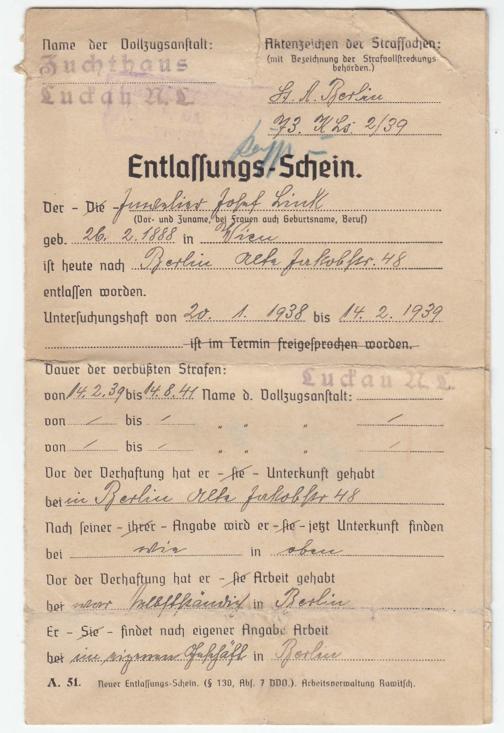 Name der Vollzugsanstalt:
Zuchthaus
Luckau N.L.
Aktenzeichen der Strafsachen:
(mit Bezeichnung der Strafvollstreckungs-
behörden.)
St. A. Berlin
73. K Ls. 2/39
Entlassungs-Schein.
Der - Die - Juwelier Josef Link
(Vor- und Zuname, bei Frauen auch Geburtsname, Beruf)
geb. 26. 2. 1888 in Wien
ist heute nach Berlin Alte Jakobstr. 48
entlassen worden.
Untersuchungshaft von 20. 1. 1938 bis 14. 2. 1939
ist im Termin freigesprochen worden.
Dauer der verbüßten Strafen:
Luckau N.L.
von 14. 2. 39 bis 14. 8. 41 Name d. Vollzugsanstalt:
von / bis / " " " /
von / bis / " " " /
Vor der Verhaftung hat er - sie - Unterkunft gehabt
bei in Berlin Alte Jakobstr 48
Nach seiner - ihrer - Angabe wird er - sie - jetzt Unterkunft finden
bei wie in oben
Vor der Verhaftung hat er - sie Arbeit gehabt
bei war selbstständig in Berlin
Er - Sie - findet nach eigener Angabe Arbeit
bei im eigenen Geschäft in Berlin
A. 51. Neuer Entlassungs-Schein. (§ 130, Abs. 7 DVO.). Arbeitsverwaltung Rawitsch.